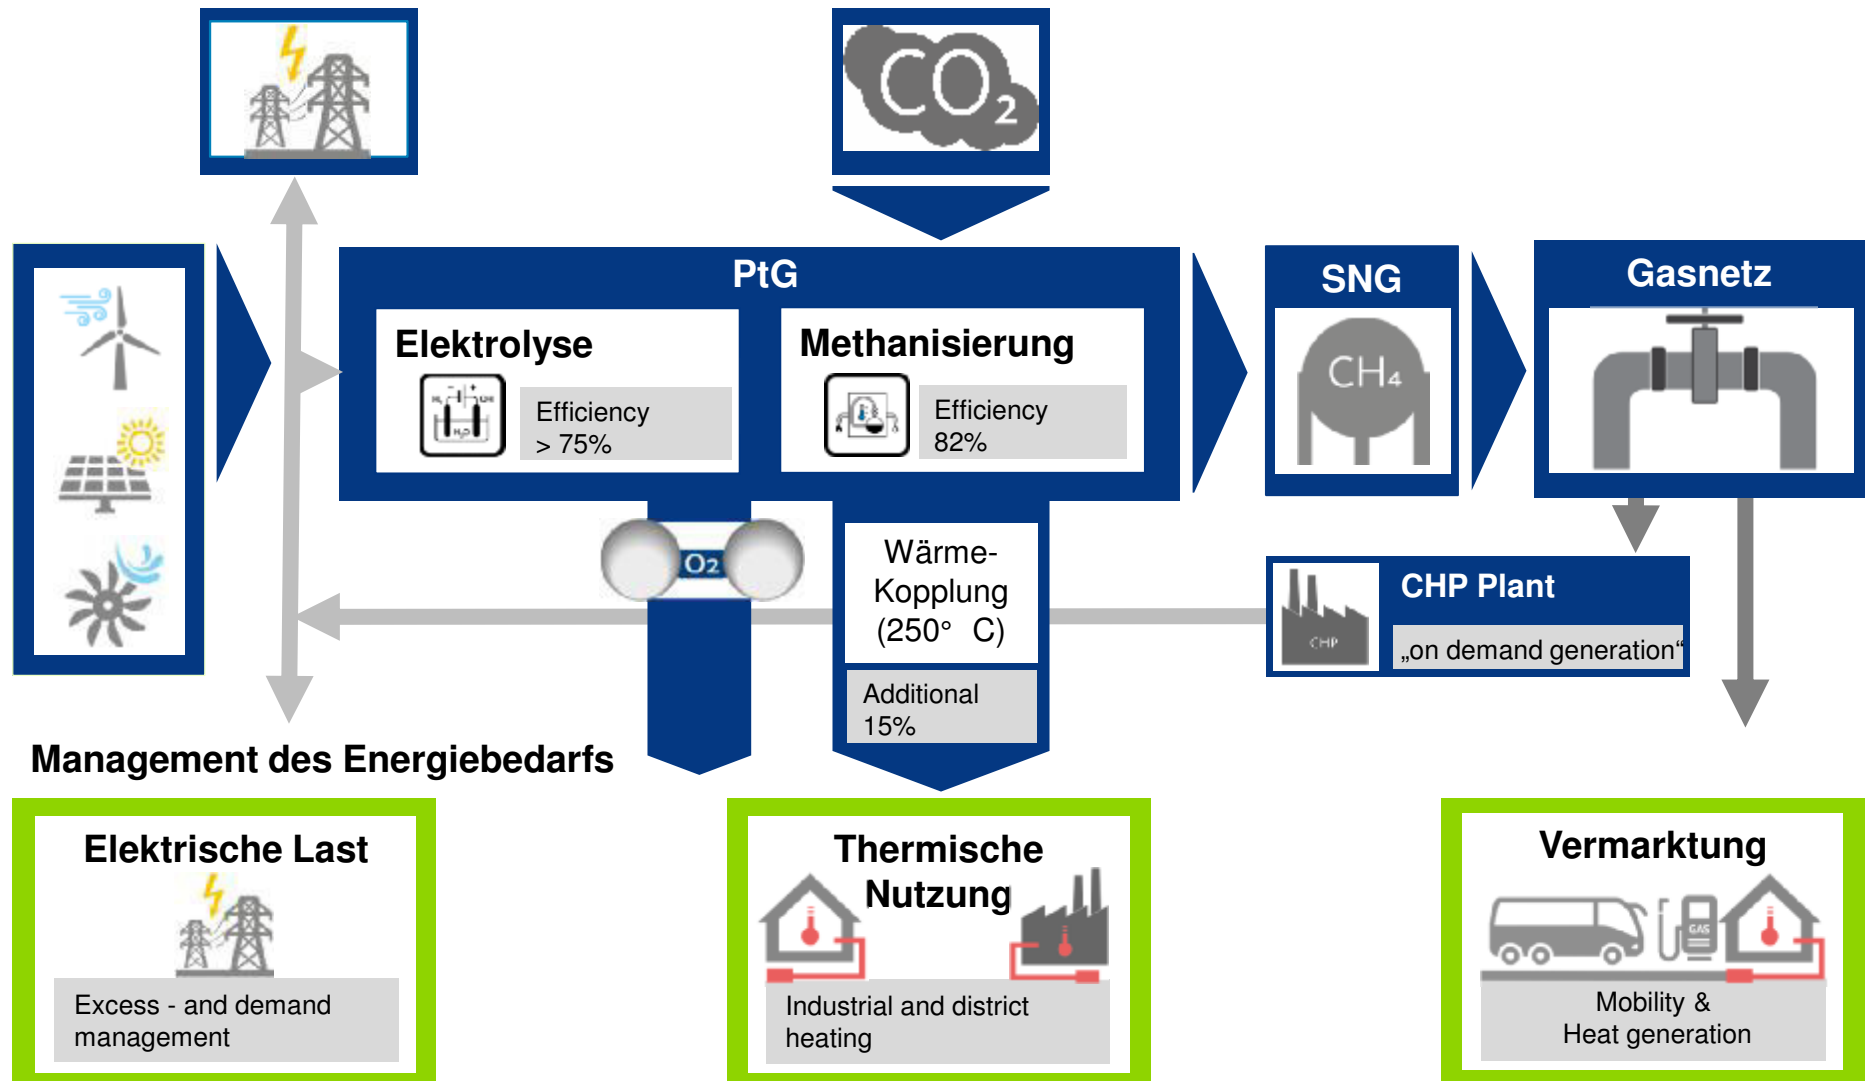 CO₂
PtG
SNG
Gasnetz
Elektrolyse
Efficiency
> 75%
Methanisierung
Efficiency
82%
CH₄
O₂
Wärme-
Kopplung
(250° C)
Additional
15%
CHP
CHP Plant
„on demand generation“
Management des Energiebedarfs
Elektrische Last
Excess - and demand
management
Thermische
Nutzung
Industrial and district
heating
Vermarktung
GAS
Mobility &
Heat generation